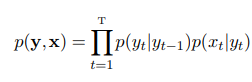 p(y,x) = ∏_{t=1}^{T} p(y_t|y_{t−1})p(x_t|y_t)